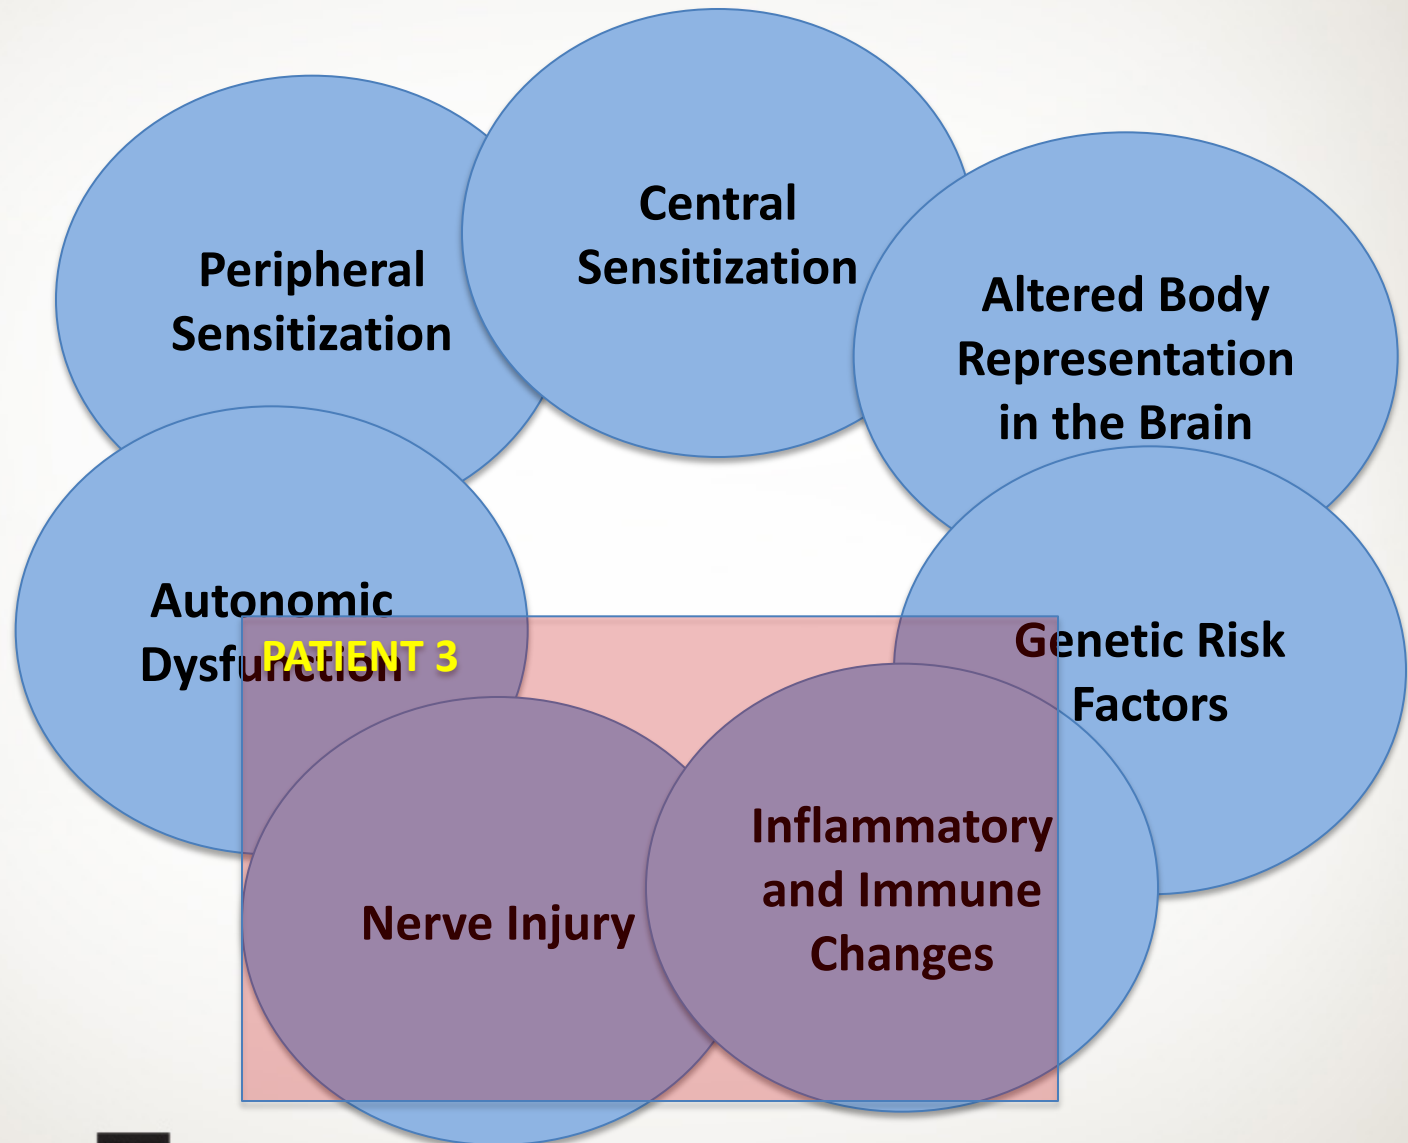 Central
Sensitization
Peripheral
Sensitization
Altered Body
Representation
in the Brain
Autonomic
Dysfunction
PATIENT 3
Genetic Risk
Factors
Nerve Injury
Inflammatory
and Immune
Changes